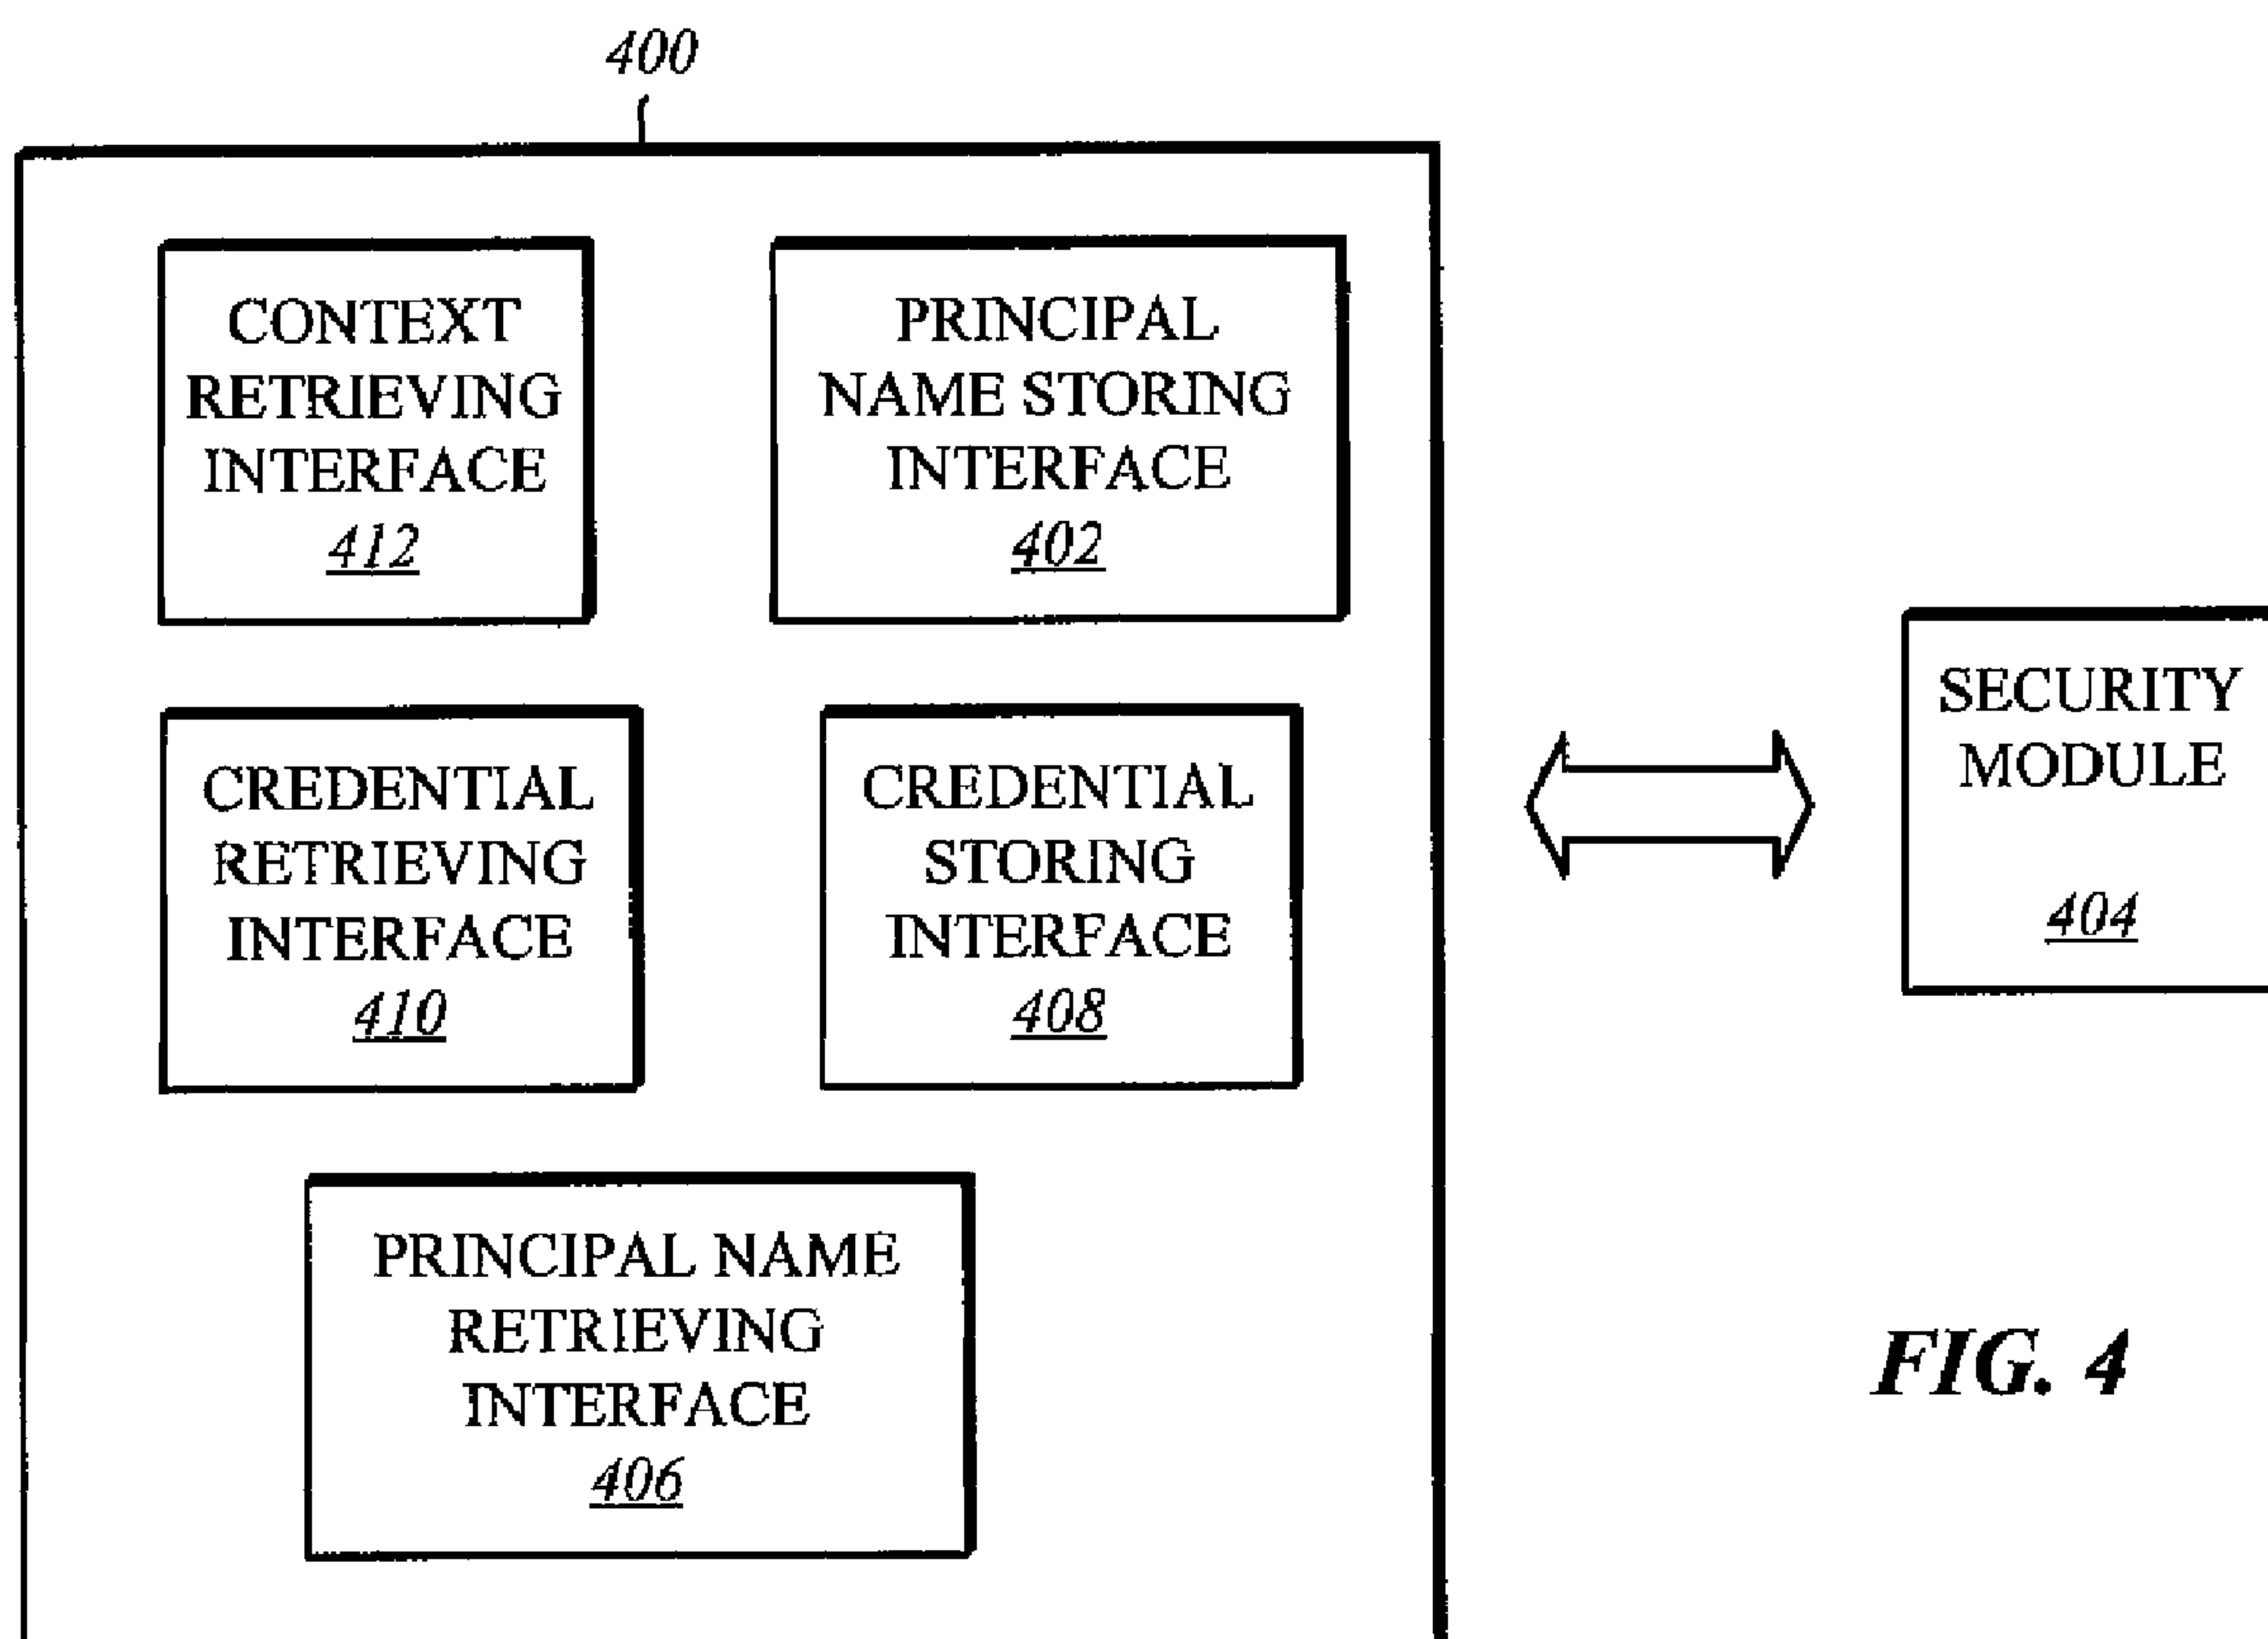 400
CONTEXT
RETRIEVING
INTERFACE
412
PRINCIPAL
NAME STORING
INTERFACE
402
CREDENTIAL
RETRIEVING
INTERFACE
410
CREDENTIAL
STORING
INTERFACE
408
PRINCIPAL NAME
RETRIEVING
INTERFACE
406
SECURITY
MODULE
404
FIG. 4